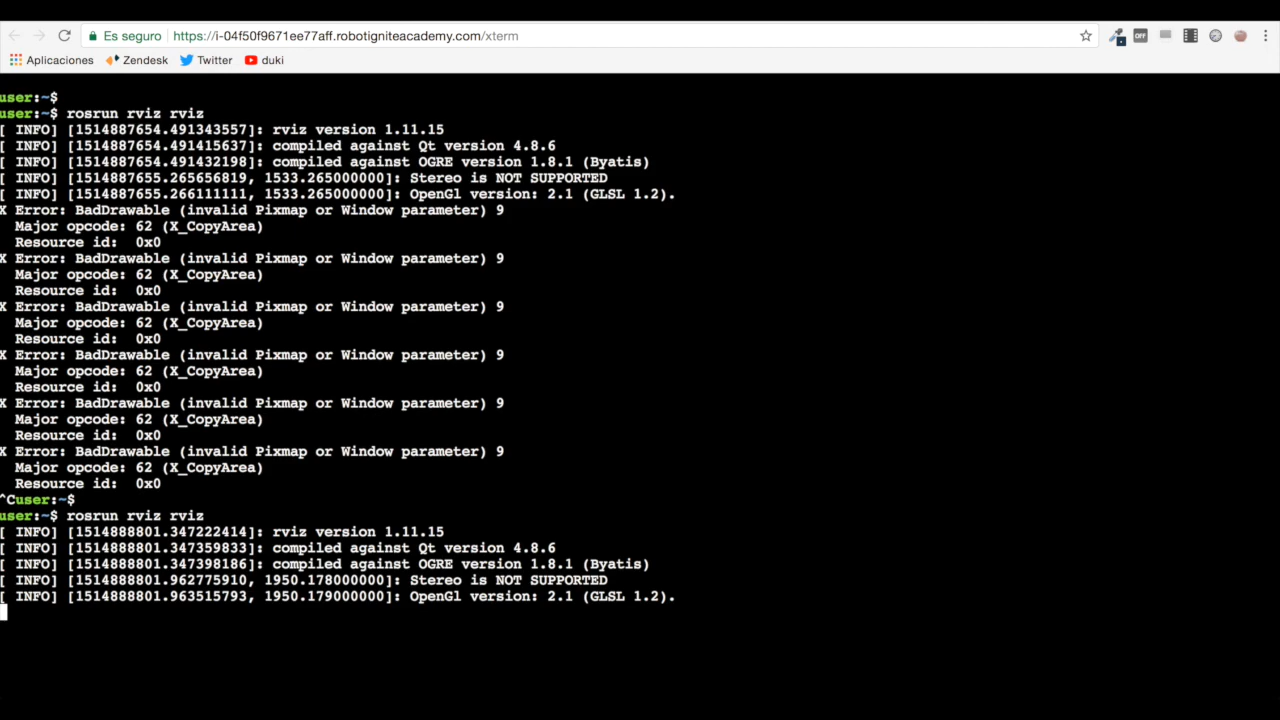 Es seguro https://i-04f50f9671ee77aff.robotigniteacademy.com/xterm
OFF
Aplicaciones Zendesk Twitter duki
user:~$
user:~$ rosrun rviz rviz
[ INFO] [1514887654.491343557]: rviz version 1.11.15
[ INFO] [1514887654.491415637]: compiled against Qt version 4.8.6
[ INFO] [1514887654.491432198]: compiled against OGRE version 1.8.1 (Byatis)
[ INFO] [1514887655.266656819, 1533.265000000]: Stereo is NOT SUPPORTED
[ INFO] [1514887655.266111111, 1533.265000000]: OpenGl version: 2.1 (GLSL 1.2).
X Error: BadDrawable (invalid Pixmap or Window parameter) 9
  Major opcode: 62 (X_CopyArea)
  Resource id:  0x0
X Error: BadDrawable (invalid Pixmap or Window parameter) 9
  Major opcode: 62 (X_CopyArea)
  Resource id:  0x0
X Error: BadDrawable (invalid Pixmap or Window parameter) 9
  Major opcode: 62 (X_CopyArea)
  Resource id:  0x0
X Error: BadDrawable (invalid Pixmap or Window parameter) 9
  Major opcode: 62 (X_CopyArea)
  Resource id:  0x0
X Error: BadDrawable (invalid Pixmap or Window parameter) 9
  Major opcode: 62 (X_CopyArea)
  Resource id:  0x0
X Error: BadDrawable (invalid Pixmap or Window parameter) 9
  Major opcode: 62 (X_CopyArea)
  Resource id:  0x0
^Cuser:~$
user:~$ rosrun rviz rviz
[ INFO] [1514888801.347222414]: rviz version 1.11.15
[ INFO] [1514888801.347359833]: compiled against Qt version 4.8.6
[ INFO] [1514888801.347398186]: compiled against OGRE version 1.8.1 (Byatis)
[ INFO] [1514888801.962775910, 1950.178000000]: Stereo is NOT SUPPORTED
[ INFO] [1514888801.963515793, 1950.179000000]: OpenGl version: 2.1 (GLSL 1.2).